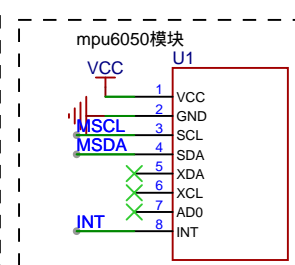 mpu6050模块
U1
VCC
1 VCC
2 GND
MSCL 3 SCL
MSDA 4 SDA
5 XDA
6 XCL
7 AD0
INT 8 INT